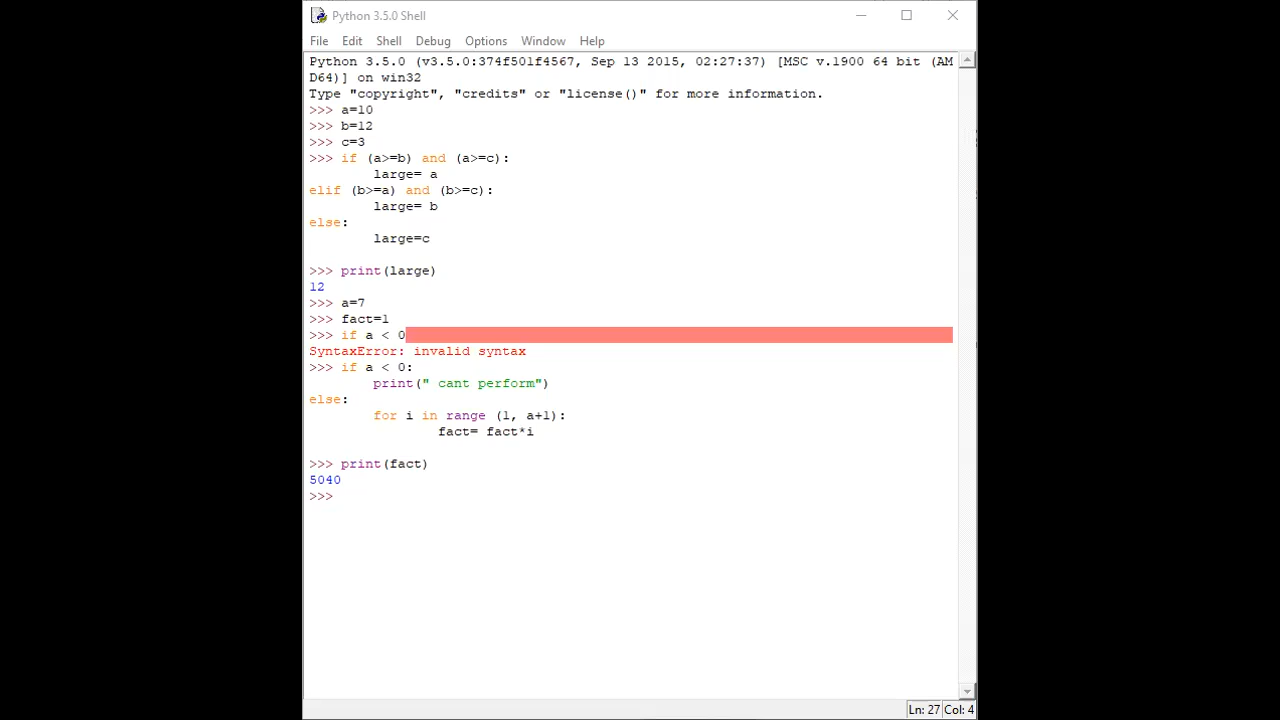 Python 3.5.0 Shell
File Edit Shell Debug Options Window Help
Python 3.5.0 (v3.5.0:374f501f4567, Sep 13 2015, 02:27:37) [MSC v.1900 64 bit (AM
D64)] on win32
Type "copyright", "credits" or "license()" for more information.
>>> a=10
>>> b=12
>>> c=3
>>> if (a>=b) and (a>=c):
        large= a
elif (b>=a) and (b>=c):
        large= b
else:
        large=c
>>> print(large)
12
>>> a=7
>>> fact=1
>>> if a < 0
SyntaxError: invalid syntax
>>> if a < 0:
        print(" cant perform")
else:
        for i in range (1, a+1):
                fact= fact*i
>>> print(fact)
5040
>>>
Ln: 27 Col: 4